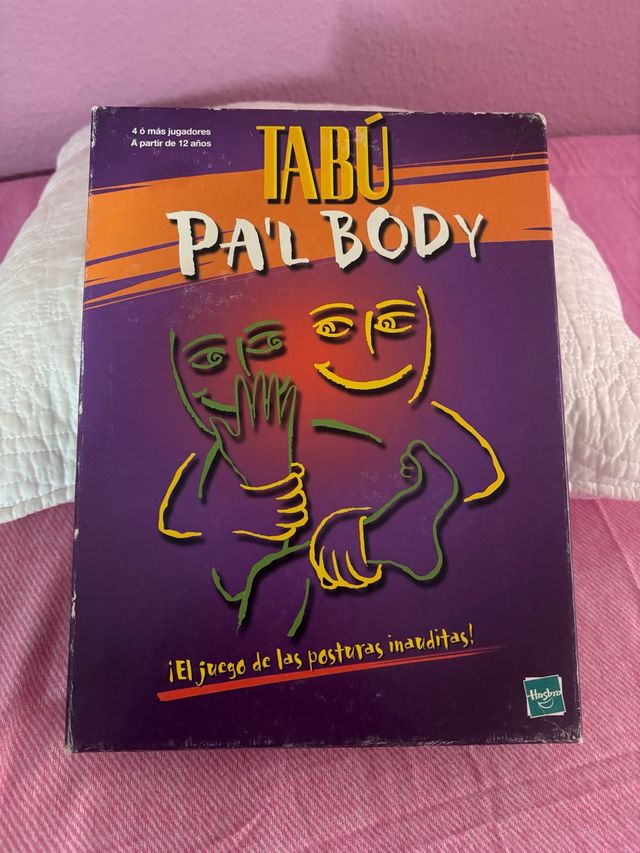 4 ó más jugadores
A partir de 12 años
TABÚ
PA'L BODY
¡El juego de las posturas inauditas!
Hasbro